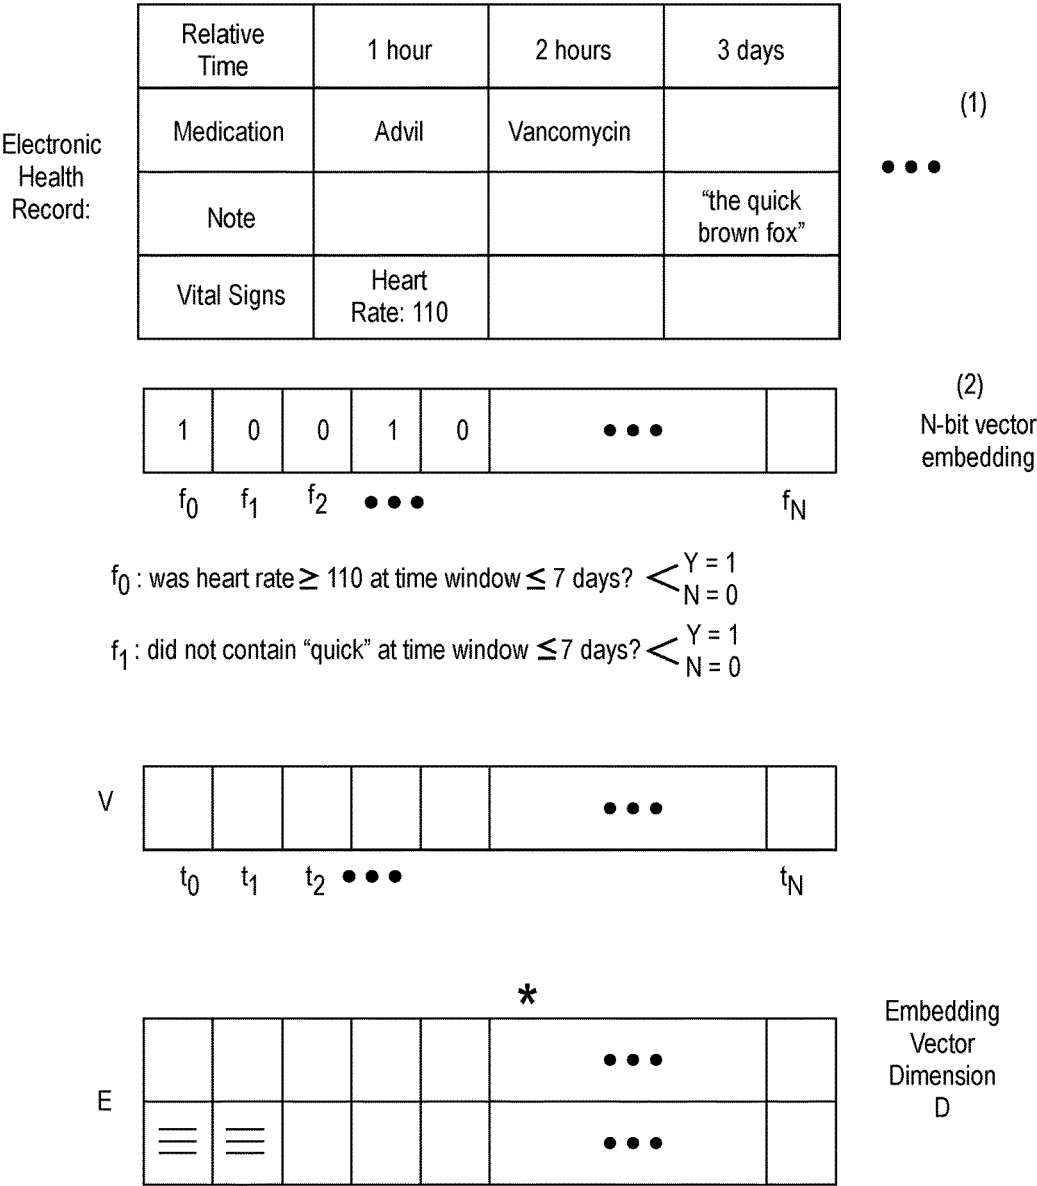 Relative
Time
1 hour
2 hours
3 days
(1)
Electronic
Health
Record:
Medication
Advil
Vancomycin
•••
Note
"the quick
brown fox"
Vital Signs
Heart
Rate: 110
(2)
N-bit vector
embedding
1 0 0 1 0 •••
f0 f1 f2 ••• fN
f0 : was heart rate ≥ 110 at time window ≤ 7 days? < Y = 1
N = 0
f1 : did not contain "quick" at time window ≤7 days? < Y = 1
N = 0
V •••
t0 t1 t2 ••• tN
*
Embedding
Vector
Dimension
D
•••
E
•••